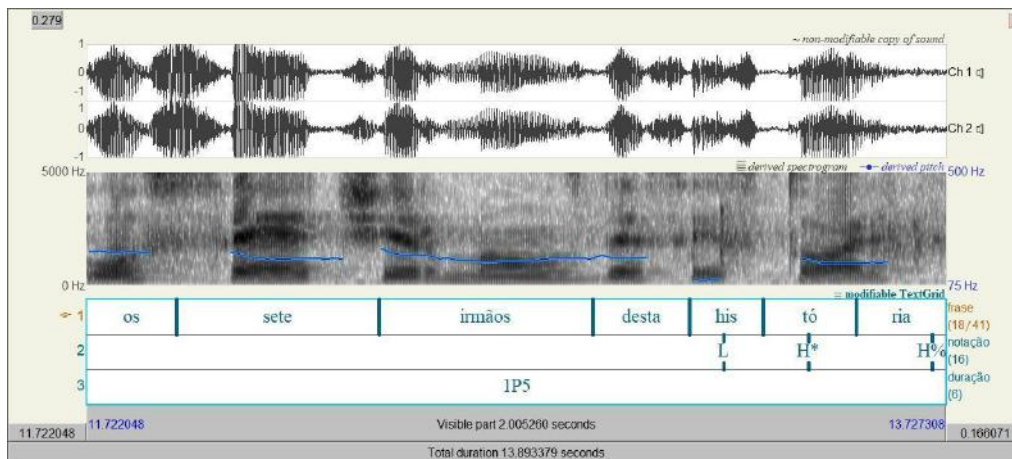 0.279
~ non-modifiable copy of sound
1
0
-1
Ch 1
1
0
-1
Ch 2
derived spectrogram derived pitch
5000 Hz 500 Hz
0 Hz 75 Hz
modifiable TextGrid
1 os sete irmãos desta his tó ria frase (18/41)
2 L H* H% notação (16)
3 1P5 duração (6)
11.722048 Visible part 2.005260 seconds 13.727308
11.722048 0.166071
Total duration 13.893379 seconds